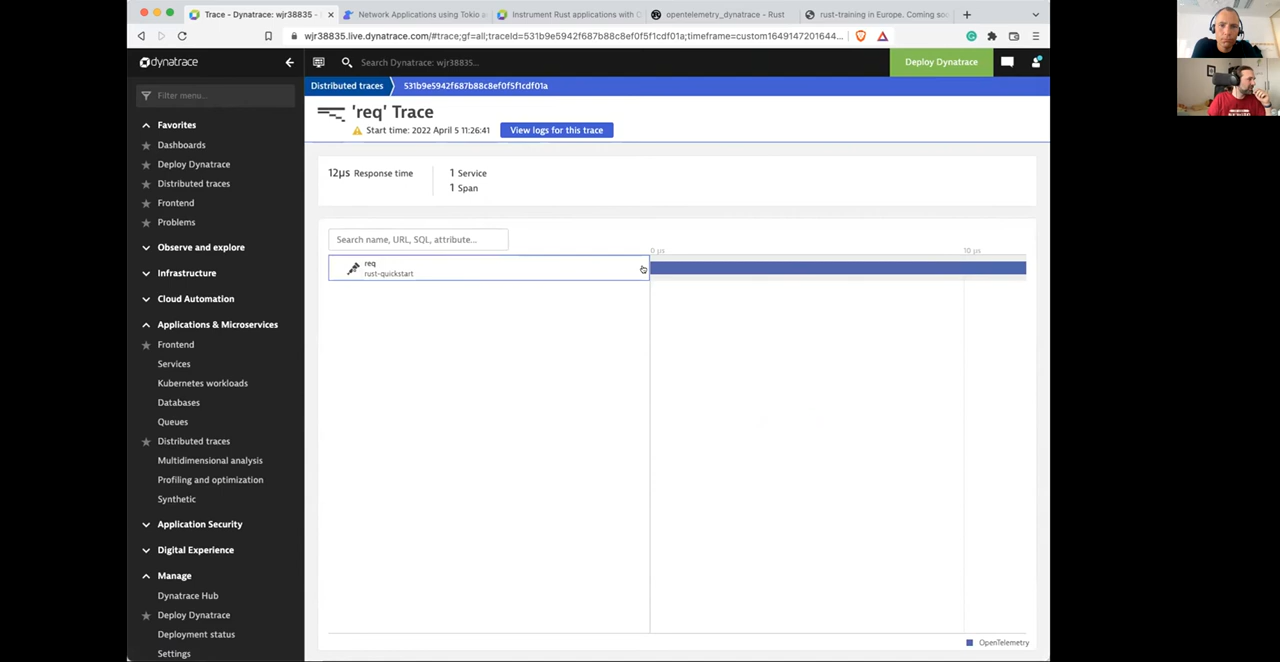 Trace - Dynatrace: wjr38835 -
Network Applications using Tokio a
Instrument Rust applications with O
opentelemetry_dynatrace - Rust
rust-training in Europe. Coming soo
wjr38835.live.dynatrace.com/#trace;gf=all;traceId=531b9e5942f687b88c8ef0f5f1cdf01a;timeframe=custom1649147201644...
dynatrace
Search Dynatrace: wjr38835...
Deploy Dynatrace
Filter menu...
Favorites
Dashboards
Deploy Dynatrace
Distributed traces
Frontend
Problems
Observe and explore
Infrastructure
Cloud Automation
Applications & Microservices
Frontend
Services
Kubernetes workloads
Databases
Queues
Distributed traces
Multidimensional analysis
Profiling and optimization
Synthetic
Application Security
Digital Experience
Manage
Dynatrace Hub
Deploy Dynatrace
Deployment status
Settings
Distributed traces
531b9e5942f687b88c8ef0f5f1cdf01a
'req' Trace
Start time: 2022 April 5 11:26:41
View logs for this trace
12µs Response time
1 Service
1 Span
Search name, URL, SQL, attribute...
0 µs
10 µs
req
rust-quickstart
OpenTelemetry